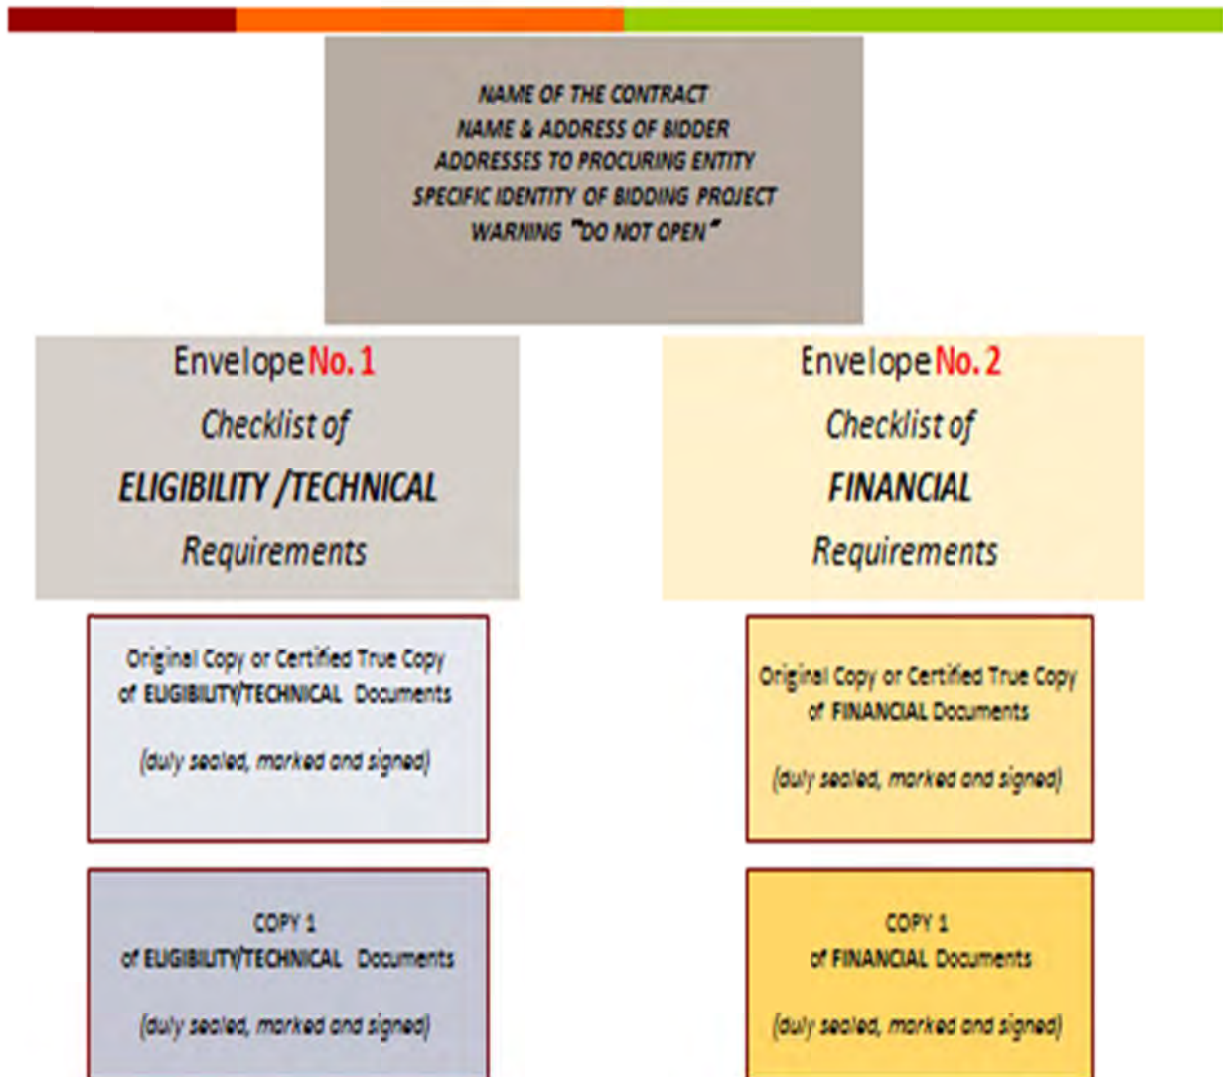 NAME OF THE CONTRACT
NAME & ADDRESS OF BIDDER
ADDRESSES TO PROCURING ENTITY
SPECIFIC IDENTITY OF BIDDING PROJECT
WARNING "DO NOT OPEN"
Envelope No. 1
Checklist of
ELIGIBILITY /TECHNICAL
Requirements
Original Copy or Certified True Copy
of ELIGIBILITY/TECHNICAL Documents
(duly sealed, marked and signed)
COPY 1
of ELIGIBILITY/TECHNICAL Documents
(duly sealed, marked and signed)
Envelope No. 2
Checklist of
FINANCIAL
Requirements
Original Copy or Certified True Copy
of FINANCIAL Documents
(duly sealed, marked and signed)
COPY 1
of FINANCIAL Documents
(duly sealed, marked and signed)